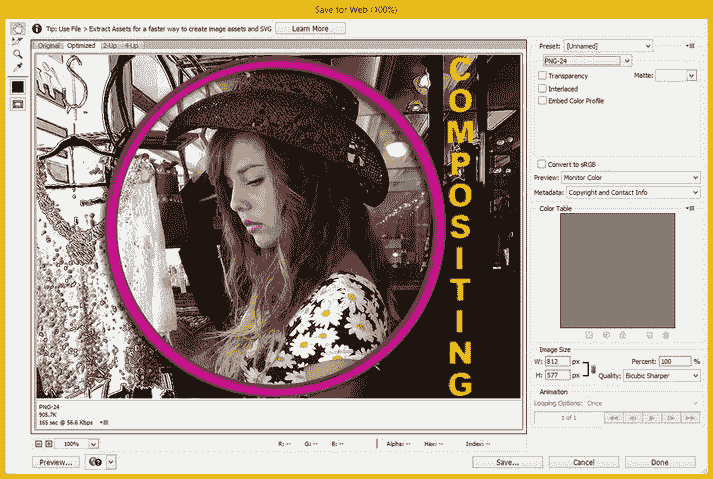 Save for Web (100%)
Tip: Use File > Extract Assets for a faster way to create image assets and SVG
Learn More
Original Optimized 2-Up 4-Up
COMPOSITING
PNG-24
905.7K
165 sec @ 56.6 Kbps
100%
R: -- G: -- B: -- Alpha: -- Hex: -- Index: --
Preview... Save... Cancel Done
Preset: [Unnamed]
PNG-24
Transparency Matte:
Interlaced
Embed Color Profile
Convert to sRGB
Preview: Monitor Color
Metadata: Copyright and Contact Info
Color Table
Image Size
W: 812 px Percent: 100 %
H: 577 px Quality: Bicubic Sharper
Animation
Looping Options: Once
1 of 1